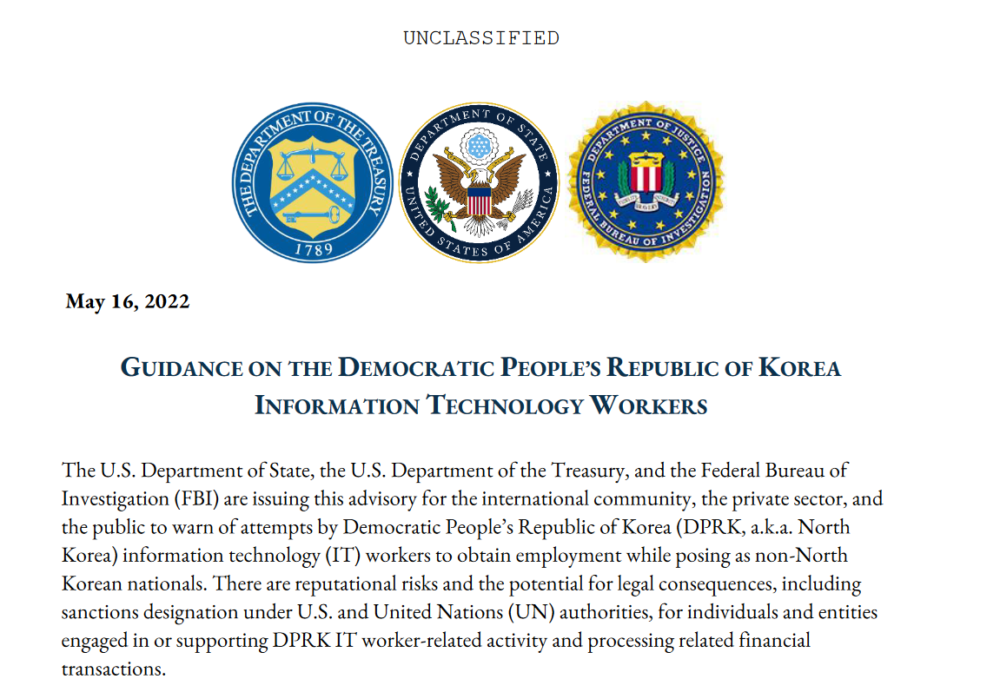 UNCLASSIFIED
THE DEPARTMENT OF THE TREASURY
1789
DEPARTMENT OF STATE
UNITED STATES OF AMERICA
DEPARTMENT OF JUSTICE
FEDERAL BUREAU OF INVESTIGATION
May 16, 2022
GUIDANCE ON THE DEMOCRATIC PEOPLE’S REPUBLIC OF KOREA
INFORMATION TECHNOLOGY WORKERS
The U.S. Department of State, the U.S. Department of the Treasury, and the Federal Bureau of
Investigation (FBI) are issuing this advisory for the international community, the private sector, and
the public to warn of attempts by Democratic People’s Republic of Korea (DPRK, a.k.a. North
Korea) information technology (IT) workers to obtain employment while posing as non-North
Korean nationals. There are reputational risks and the potential for legal consequences, including
sanctions designation under U.S. and United Nations (UN) authorities, for individuals and entities
engaged in or supporting DPRK IT worker-related activity and processing related financial
transactions.